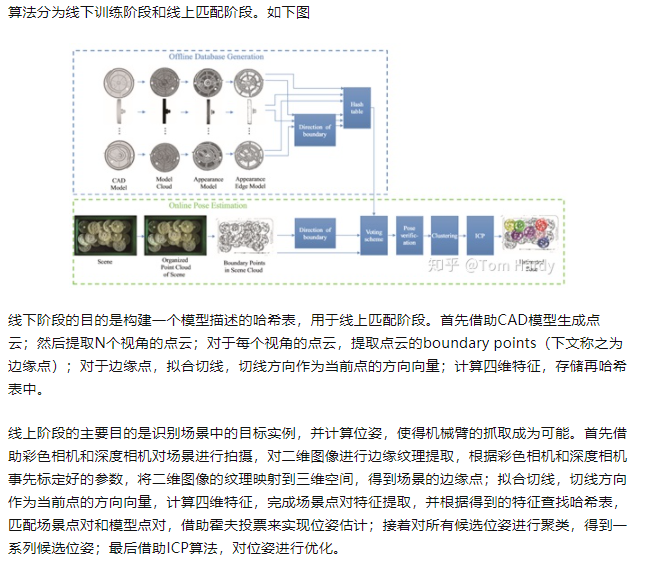 算法分为线下训练阶段和线上匹配阶段。如下图
Offline Database Generation
CAD
Model
Model
Cloud
Appearance
Model
Appearance
Edge Model
Direction of
boundary
Hash
table
Online Pose Estimation
Scene
Organized
Point Cloud
of Scene
Boundary Points
in Scene Cloud
Direction of
boundary
Voting
scheme
Pose
verific-
ation
Clustering
ICP
知乎 @Tom Hardy
线下阶段的目的是构建一个模型描述的哈希表，用于线上匹配阶段。首先借助CAD模型生成点
云；然后提取N个视角的点云；对于每个视角的点云，提取点云的boundary points（下文称之为
边缘点）；对于边缘点，拟合切线，切线方向作为当前点的方向向量；计算四维特征，存储再哈希
表中。
线上阶段的主要目的是识别场景中的目标实例，并计算位姿，使得机械臂的抓取成为可能。首先借
助彩色相机和深度相机对场景进行拍摄，对二维图像进行边缘纹理提取，根据彩色相机和深度相机
事先标定好的参数，将二维图像的纹理映射到三维空间，得到场景的边缘点；拟合切线，切线方向
作为当前点的方向向量，计算四维特征，完成场景点对特征提取，并根据得到的特征查找哈希表，
匹配场景点对和模型点对，借助霍夫投票来实现位姿估计；接着对所有候选位姿进行聚类，得到一
系列候选位姿；最后借助ICP算法，对位姿进行优化。